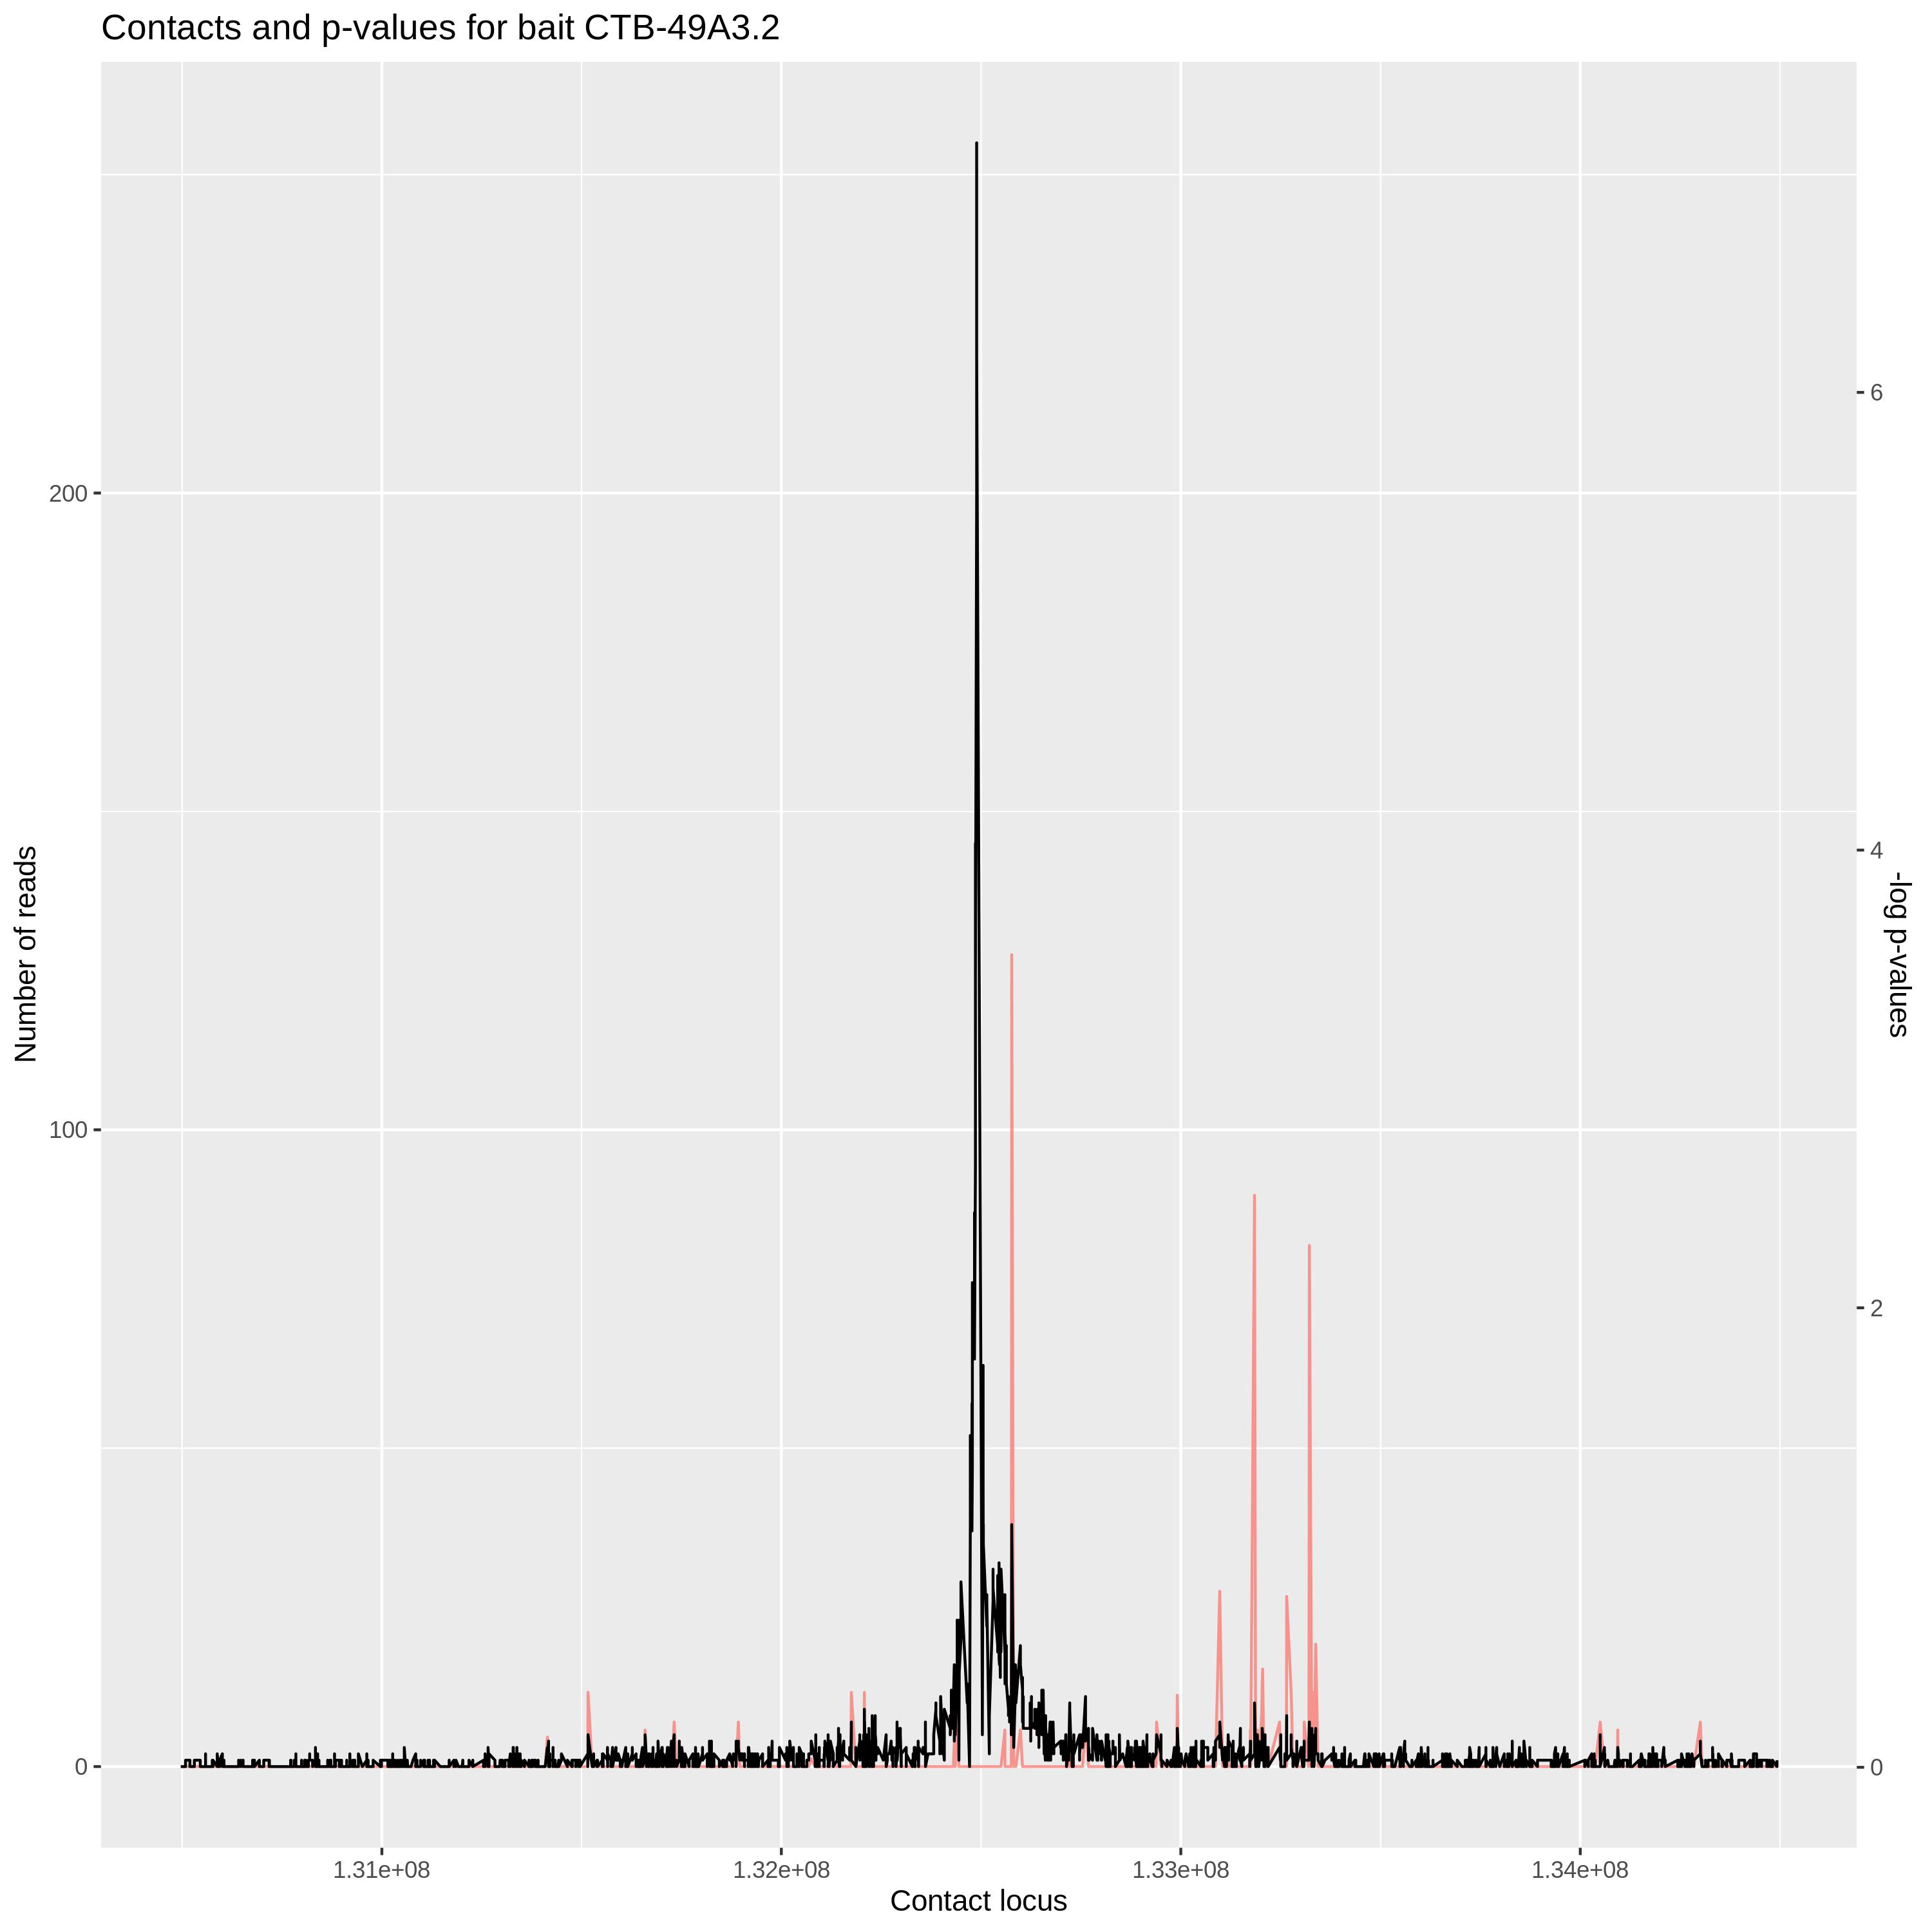 Contacts and p-values for bait CTB-49A3.2
Number of reads
200
100
0
6
4
2
0
-log p-values
1.31e+08
1.32e+08
1.33e+08
1.34e+08
Contact locus